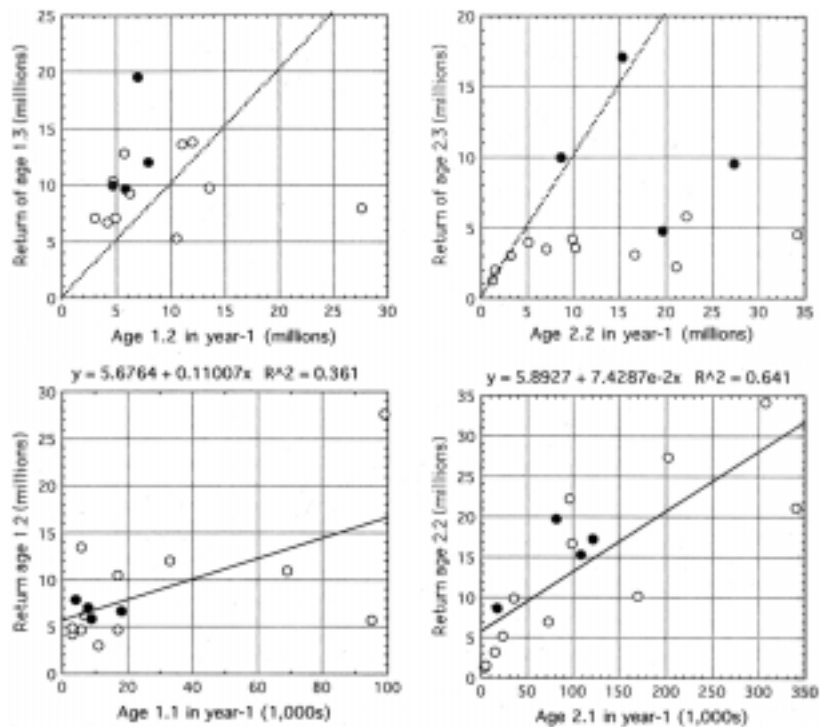 25
20
15
10
5
0
Return of age 1.3 (millions)
0 5 10 15 20 25 30
Age 1.2 in year-1 (millions)
20
15
10
5
0
Return of age 2.3 (millions)
0 5 10 15 20 25 30 35
Age 2.2 in year-1 (millions)
y = 5.6764 + 0.11007x R^2 = 0.361
30
25
20
15
10
5
0
Return age 1.2 (millions)
0 20 40 60 80 100
Age 1.1 in year-1 (1,000s)
y = 5.8927 + 7.4287e-2x R^2 = 0.641
35
30
25
20
15
10
5
0
Return age 2.2 (millions)
0 50 100 150 200 250 300 350
Age 2.1 in year-1 (1,000s)